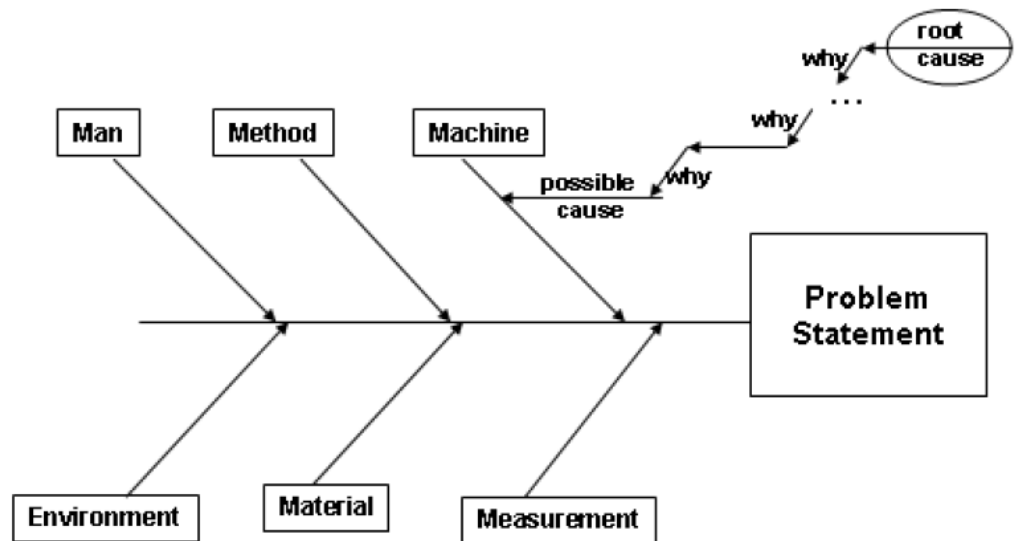 root
cause
why
...
Man
Method
Machine
why
possible
cause
why
Problem
Statement
Environment
Material
Measurement